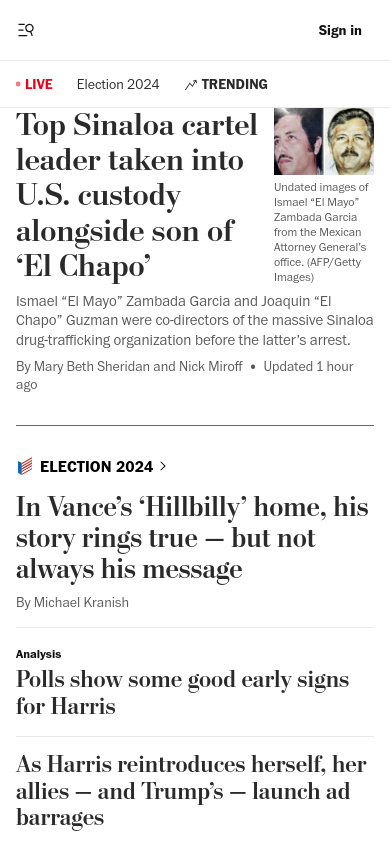 Sign in
LIVE
Election 2024
TRENDING
Top Sinaloa cartel
leader taken into
U.S. custody
alongside son of
‘El Chapo’
Undated images of
Ismael “El Mayo”
Zambada Garcia
from the Mexican
Attorney General’s
office. (AFP/Getty
Images)
Ismael “El Mayo” Zambada Garcia and Joaquin “El
Chapo” Guzman were co-directors of the massive Sinaloa
drug-trafficking organization before the latter’s arrest.
By Mary Beth Sheridan and Nick Miroff • Updated 1 hour
ago
ELECTION 2024
In Vance’s ‘Hillbilly’ home, his
story rings true — but not
always his message
By Michael Kranish
Analysis
Polls show some good early signs
for Harris
As Harris reintroduces herself, her
allies — and Trump’s — launch ad
barrages